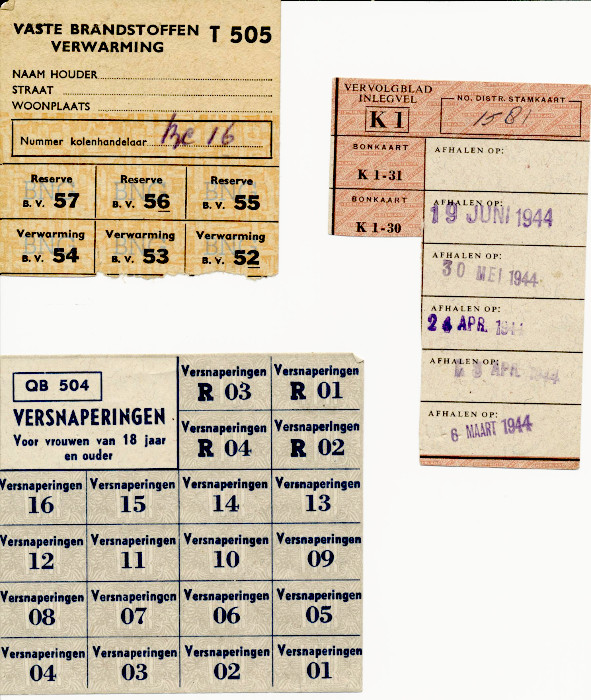 VASTE BRANDSTOFFEN T 505
VERWARMING
NAAM HOUDER
STRAAT
WOONPLAATS
Nummer kolenhandelaar
Reserve Reserve Reserve
B. V. 57 B. V. 56 B. V. 55
Verwarming Verwarming Verwarming
B. V. 54 B. V. 53 B. V. 52
VERVOLGBLAD
INLEGVEL
K 1
NO. DISTR. STAMKAART
1581
BONKAART
K 1-31
BONKAART
K 1-30
AFHALEN OP:
AFHALEN OP:
19 JUNI 1944
AFHALEN OP:
30 MEI 1944
AFHALEN OP:
24 APR. 1944
AFHALEN OP:
APR. 1944
AFHALEN OP:
6 MAART 1944
QB 504
VERSNAPERINGEN
Voor vrouwen van 18 jaar
en ouder
Versnaperingen Versnaperingen
R 03 R 01
Versnaperingen Versnaperingen
R 04 R 02
Versnaperingen Versnaperingen Versnaperingen Versnaperingen
16 15 14 13
Versnaperingen Versnaperingen Versnaperingen Versnaperingen
12 11 10 09
Versnaperingen Versnaperingen Versnaperingen Versnaperingen
08 07 06 05
Versnaperingen Versnaperingen Versnaperingen Versnaperingen
04 03 02 01